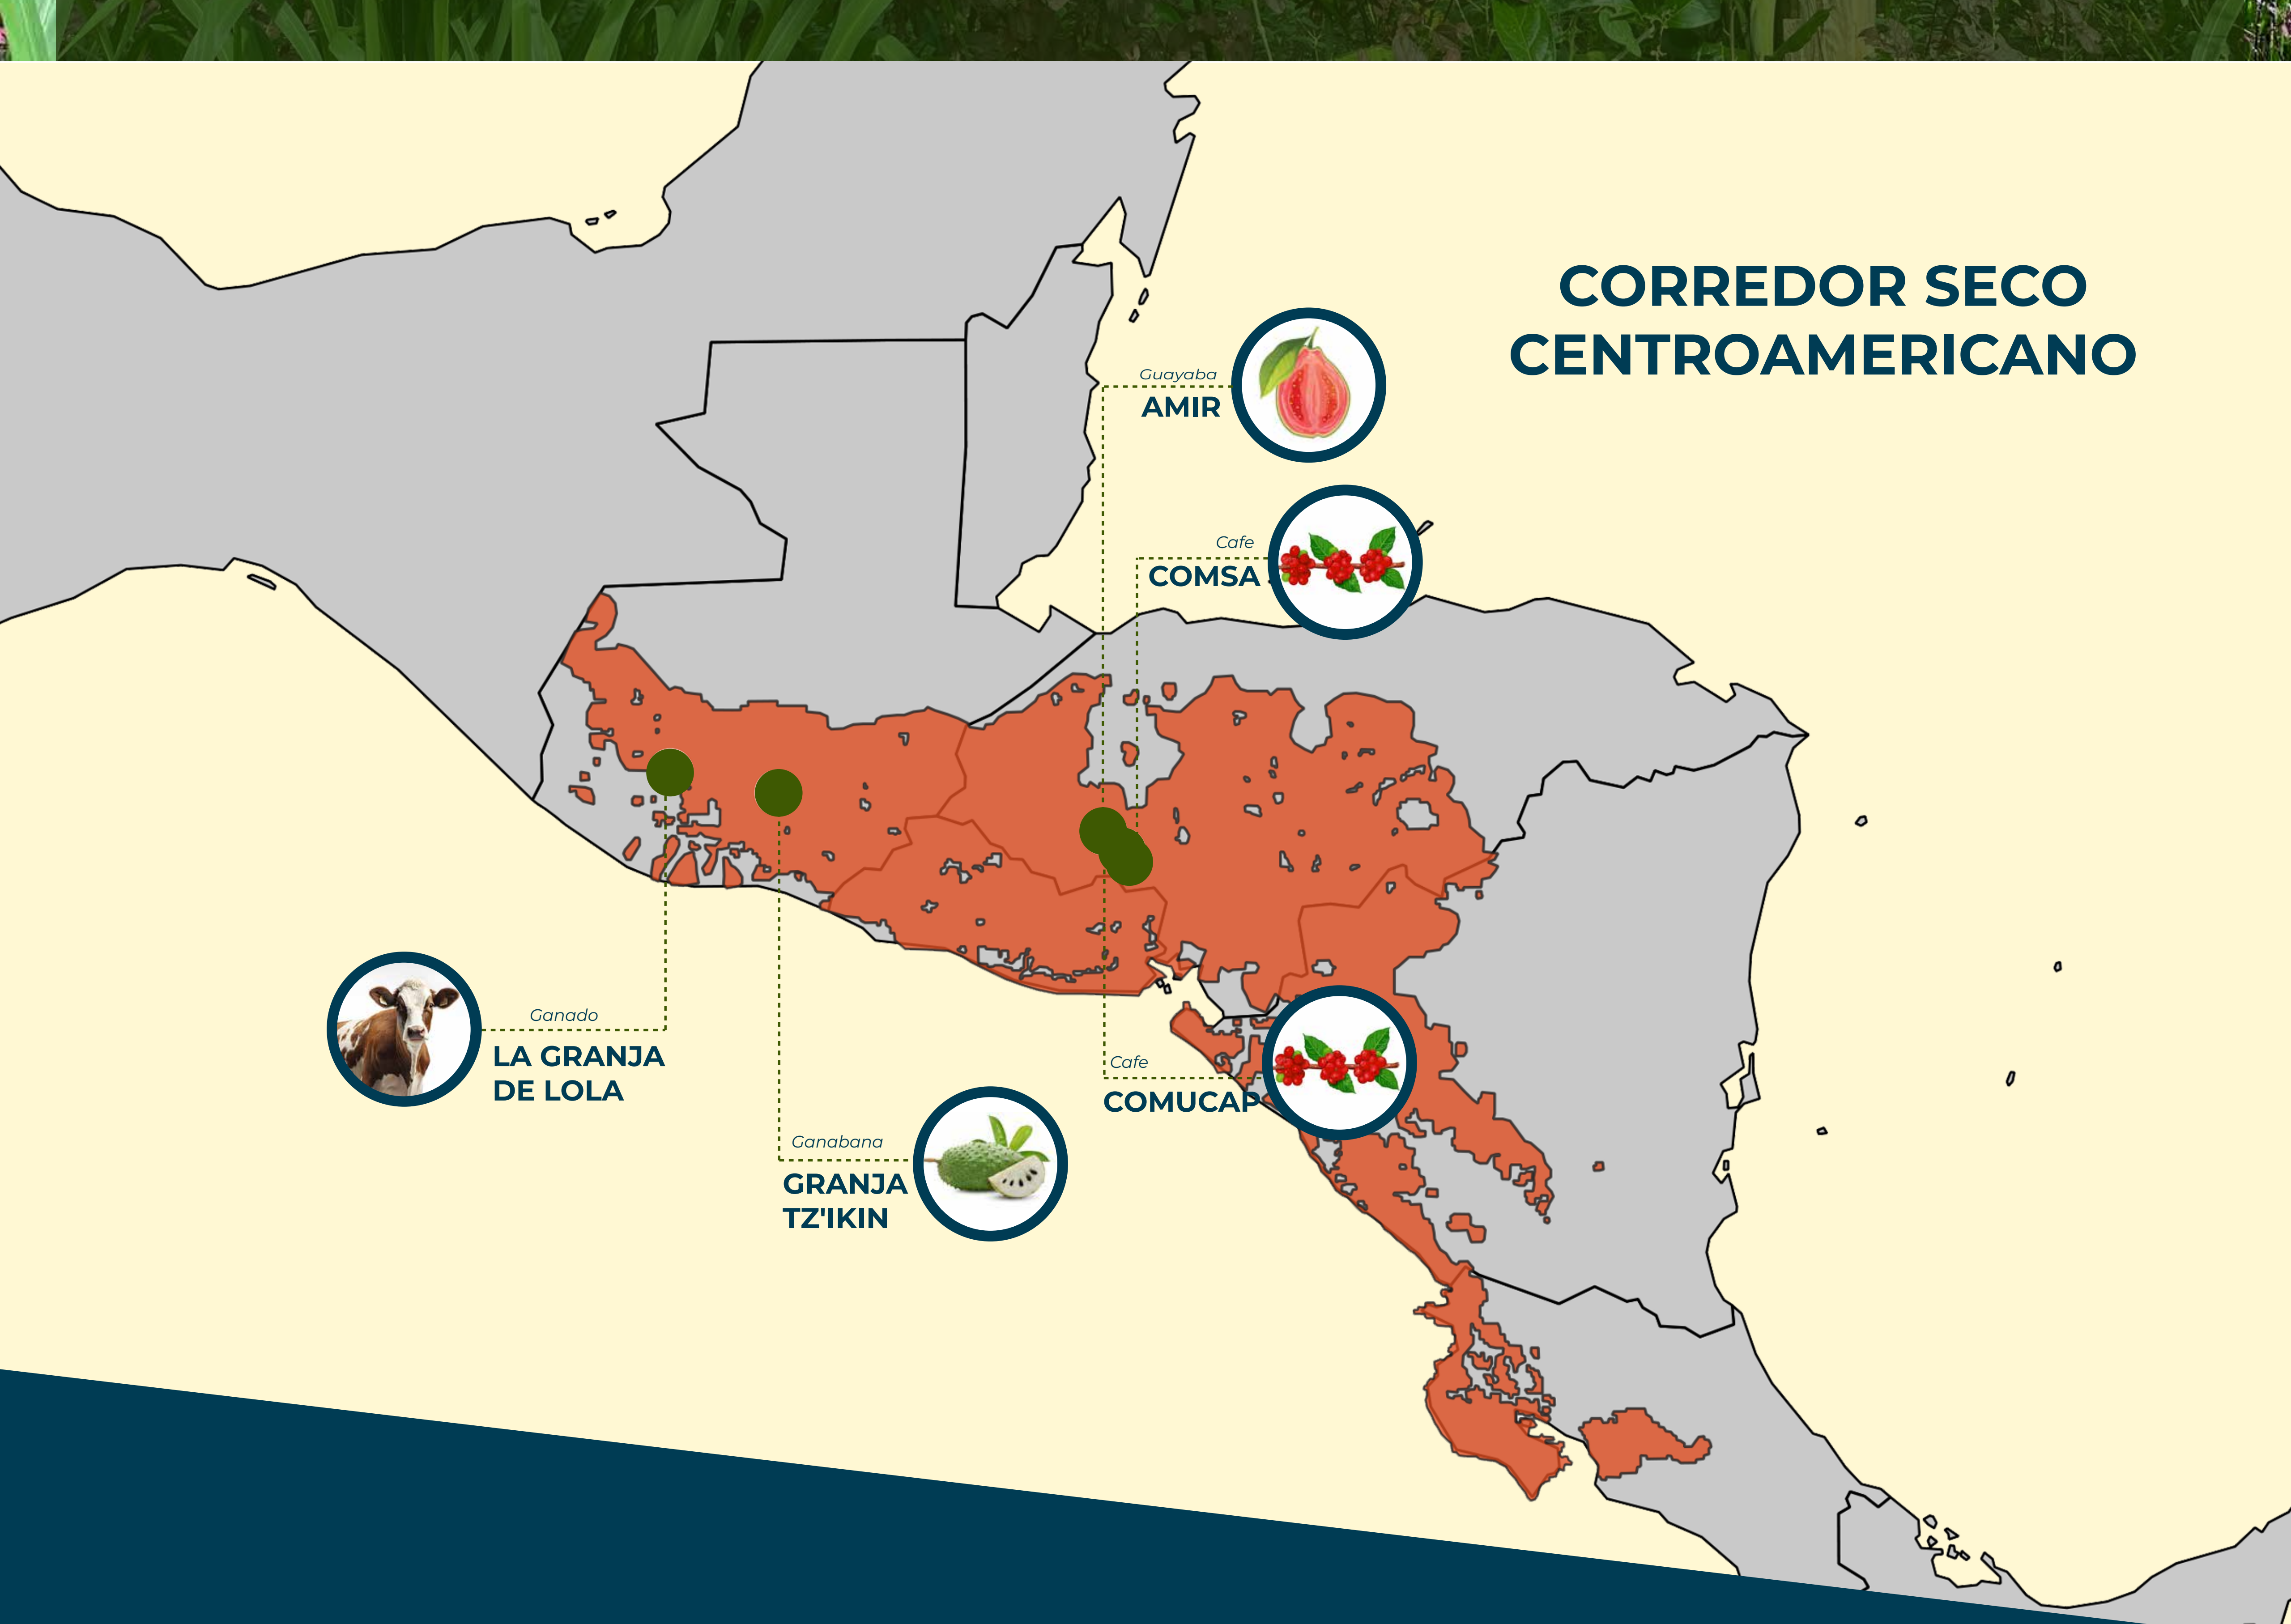 CORREDOR SECO
CENTROAMERICANO
Guayaba
AMIR
Cafe
COMSA
Ganado
LA GRANJA
DE LOLA
Cafe
COMUCAP
Ganabana
GRANJA
TZ'IKIN